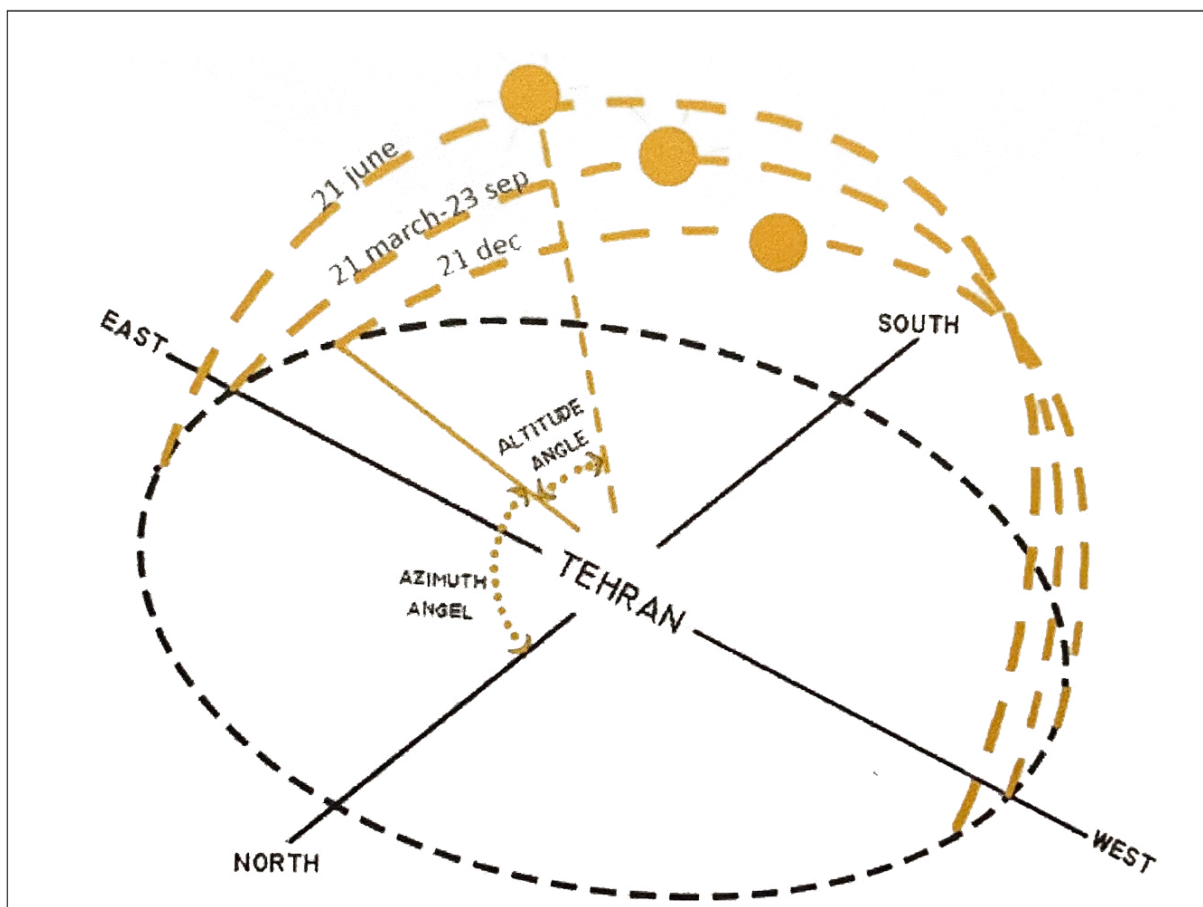 21 june
21 march-23 sep
21 dec
EAST
SOUTH
ALTITUDE
ANGLE
TEHRAN
AZIMUTH
ANGEL
NORTH
WEST